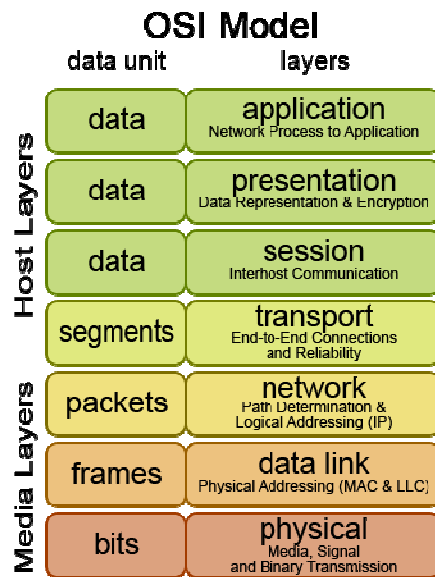 OSI Model
data unit layers
Host Layers
data
application
Network Process to Application
data
presentation
Data Representation & Encryption
data
session
Interhost Communication
segments
transport
End-to-End Connections
and Reliability
Media Layers
packets
network
Path Determination &
Logical Addressing (IP)
frames
data link
Physical Addressing (MAC & LLC)
bits
physical
Media, Signal
and Binary Transmission